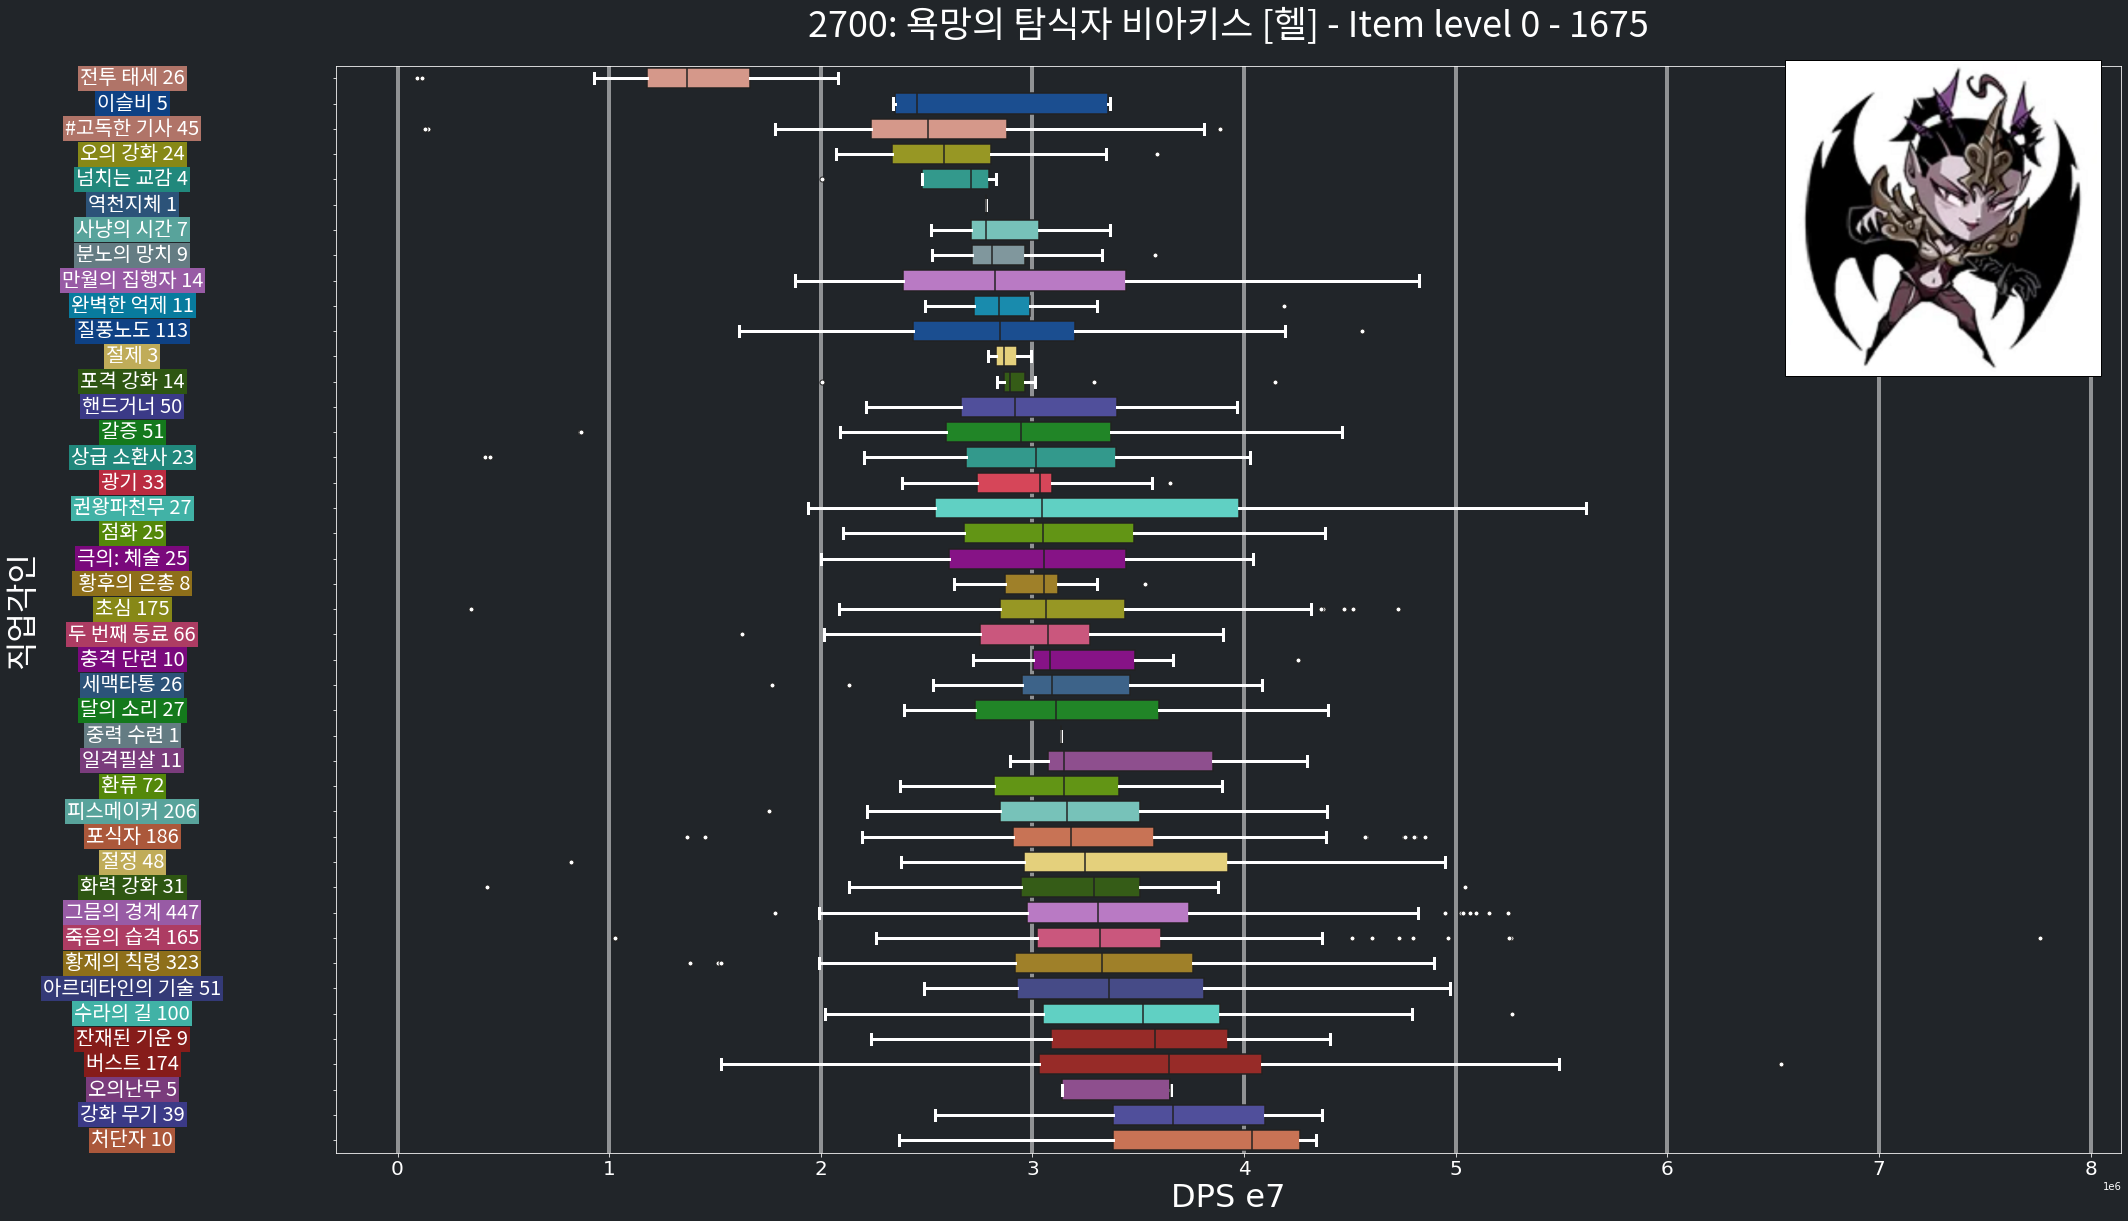 2700: 욕망의 탐식자 비아키스 [헬] - Item level 0 - 1675
전투 태세 26
이슬비 5
#고독한 기사 45
오의 강화 24
넘치는 교감 4
역천지체 1
사냥의 시간 7
분노의 망치 9
만월의 집행자 14
완벽한 억제 11
질풍노도 113
절제 3
포격 강화 14
핸드거너 50
갈증 51
상급 소환사 23
광기 33
권왕파천무 27
점화 25
극의: 체술 25
황후의 은총 8
초심 175
두 번째 동료 66
충격 단련 10
세맥타통 26
달의 소리 27
중력 수련 1
일격필살 11
환류 72
피스메이커 206
포식자 186
절정 48
화력 강화 31
그믐의 경계 447
죽음의 습격 165
황제의 칙령 323
아르데타인의 기술 51
수라의 길 100
잔재된 기운 9
버스트 174
오의난무 5
강화 무기 39
처단자 10
직업각인
0 1 2 3 4 5 6 7 8
1e6
DPS e7